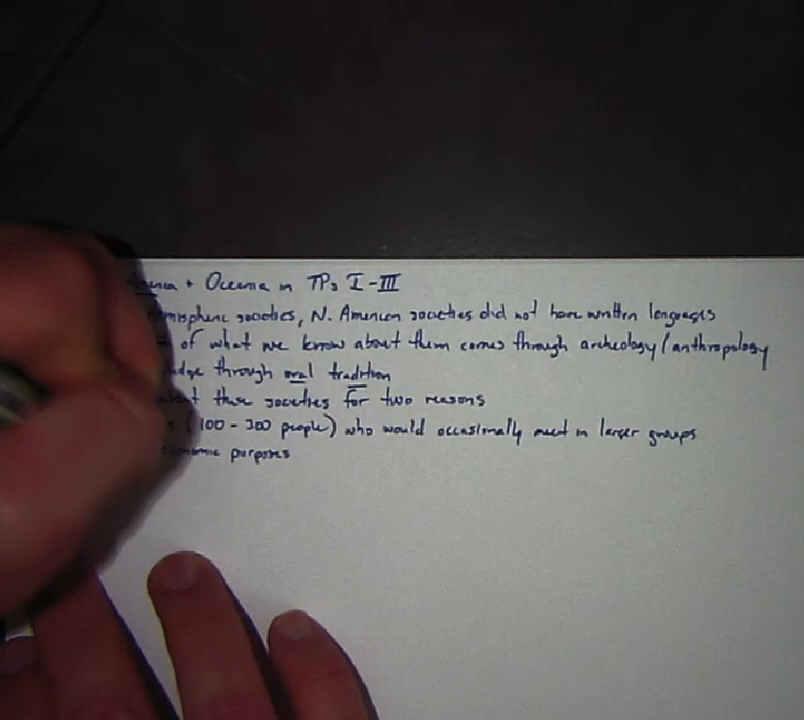 + Oceania in TPs I-III
societies, N. American societies did not have written languages
of what we know about them comes through archeology/anthropology
through oral tradition
these societies for two reasons
(100-300 people) who would occasionally meet in larger groups
purposes